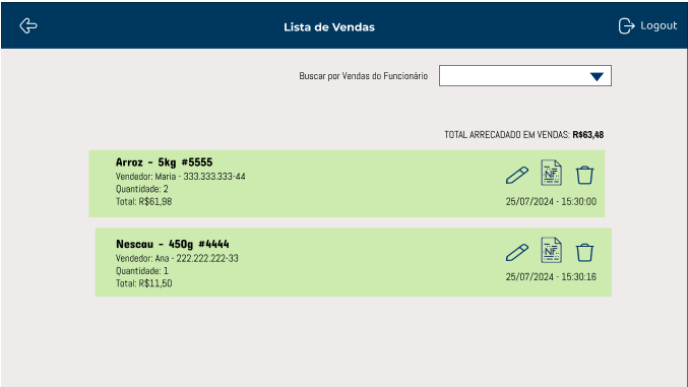 Lista de Vendas
Logout
Buscar por Vendas do Funcionário
TOTAL ARRECADADO EM VENDAS: R$63,48
Arroz - 5kg #5555
Vendedor: Maria - 333.333.333-44
Quantidade: 2
Total: R$61,98
NF
25/07/2024 - 15:30:00
Nescau - 450g #4444
Vendedor: Ana - 222.222.222-33
Quantidade: 1
Total: R$11,50
NF
25/07/2024 - 15:30:16